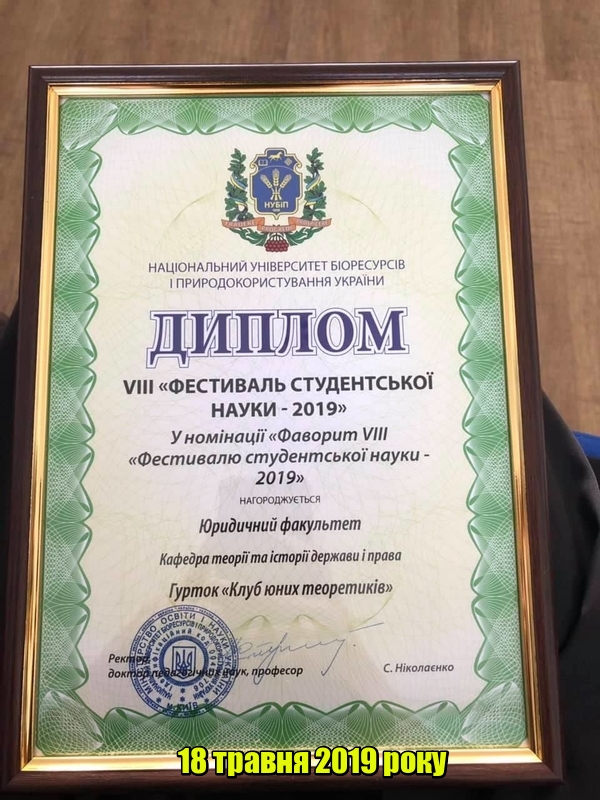 НУБІП
НАЦІОНАЛЬНИЙ УНІВЕРСИТЕТ БІОРЕСУРСІВ
І ПРИРОДОКОРИСТУВАННЯ УКРАЇНИ
ДИПЛОМ
VIII «ФЕСТИВАЛЬ СТУДЕНТСЬКОЇ
НАУКИ - 2019»
У номінації «Фаворит VIII
«Фестивалю студентської науки -
2019»
НАГОРОДЖУЄТЬСЯ
Юридичний факультет
Кафедра теорії та історії держави і права
Гурток «Клуб юних теоретиків»
Ректор,
доктор педагогічних наук, професор
С. Ніколаєнко
18 травня 2019 року